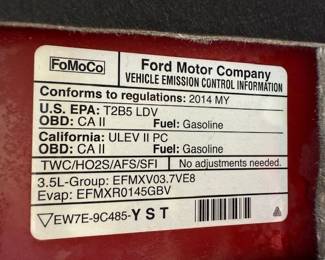 FoMoCo
Ford Motor Company
VEHICLE EMISSION CONTROL INFORMATION
Conforms to regulations: 2014 MY
U.S. EPA: T2B5 LDV
OBD: CA II Fuel: Gasoline
California: ULEV II PC
OBD: CA II Fuel: Gasoline
TWC/HO2S/AFS/SFI No adjustments needed.
3.5L-Group: EFMXV03.7VE8
Evap: EFMXR0145GBV
EW7E-9C485-Y S T